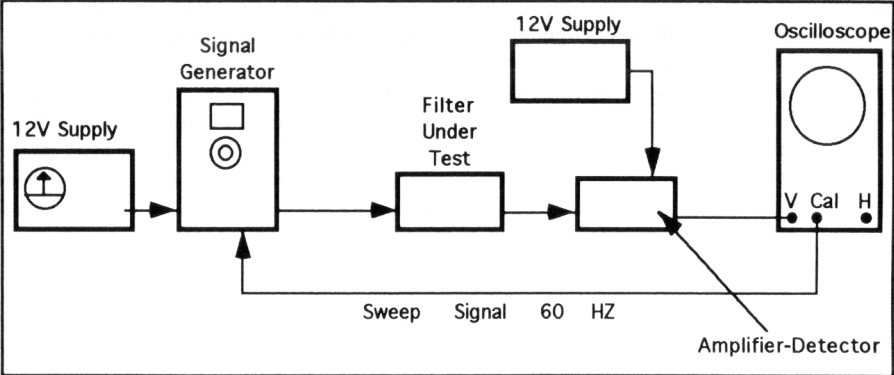 12V Supply
Signal
Generator
Filter
Under
Test
12V Supply
Oscilloscope
V Cal H
Sweep Signal 60 HZ
Amplifier-Detector